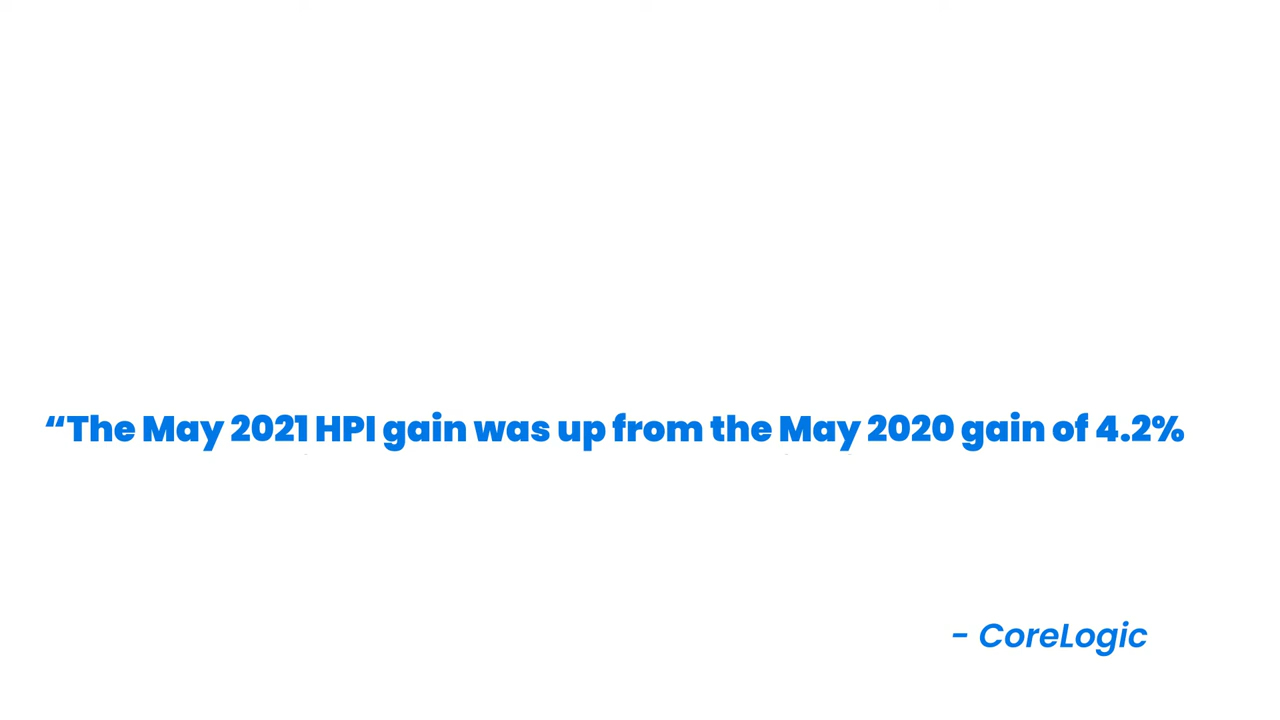 “The May 2021 HPI gain was up from the May 2020 gain of 4.2%
- CoreLogic